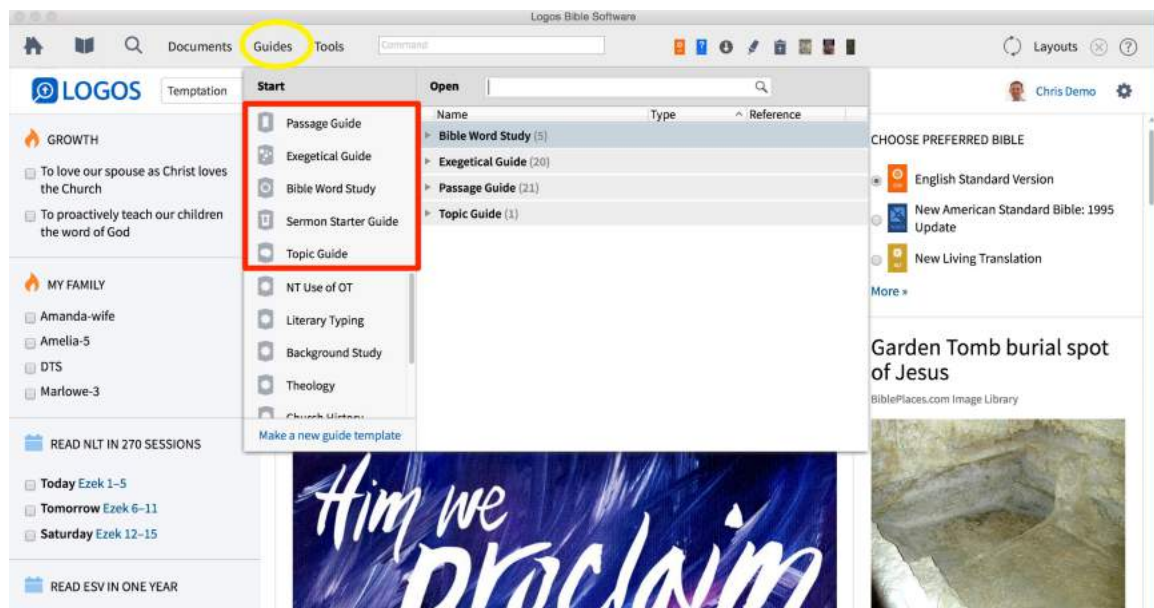 Logos Bible Software
Documents Guides Tools Command Layouts
LOGOS Temptation
Chris Demo
GROWTH
To love our spouse as Christ loves
the Church
To proactively teach our children
the word of God
MY FAMILY
Amanda-wife
Amelia-5
DTS
Marlowe-3
READ NLT IN 270 SESSIONS
Today Ezek 1–5
Tomorrow Ezek 6–11
Saturday Ezek 12–15
READ ESV IN ONE YEAR
Start
Passage Guide
Exegetical Guide
Bible Word Study
Sermon Starter Guide
Topic Guide
NT Use of OT
Literary Typing
Background Study
Theology
Church History
Make a new guide template
Open
Name Type Reference
Bible Word Study (5)
Exegetical Guide (20)
Passage Guide (21)
Topic Guide (1)
Him we
proclaim
CHOOSE PREFERRED BIBLE
English Standard Version
New American Standard Bible: 1995
Update
New Living Translation
More »
Garden Tomb burial spot
of Jesus
BiblePlaces.com Image Library